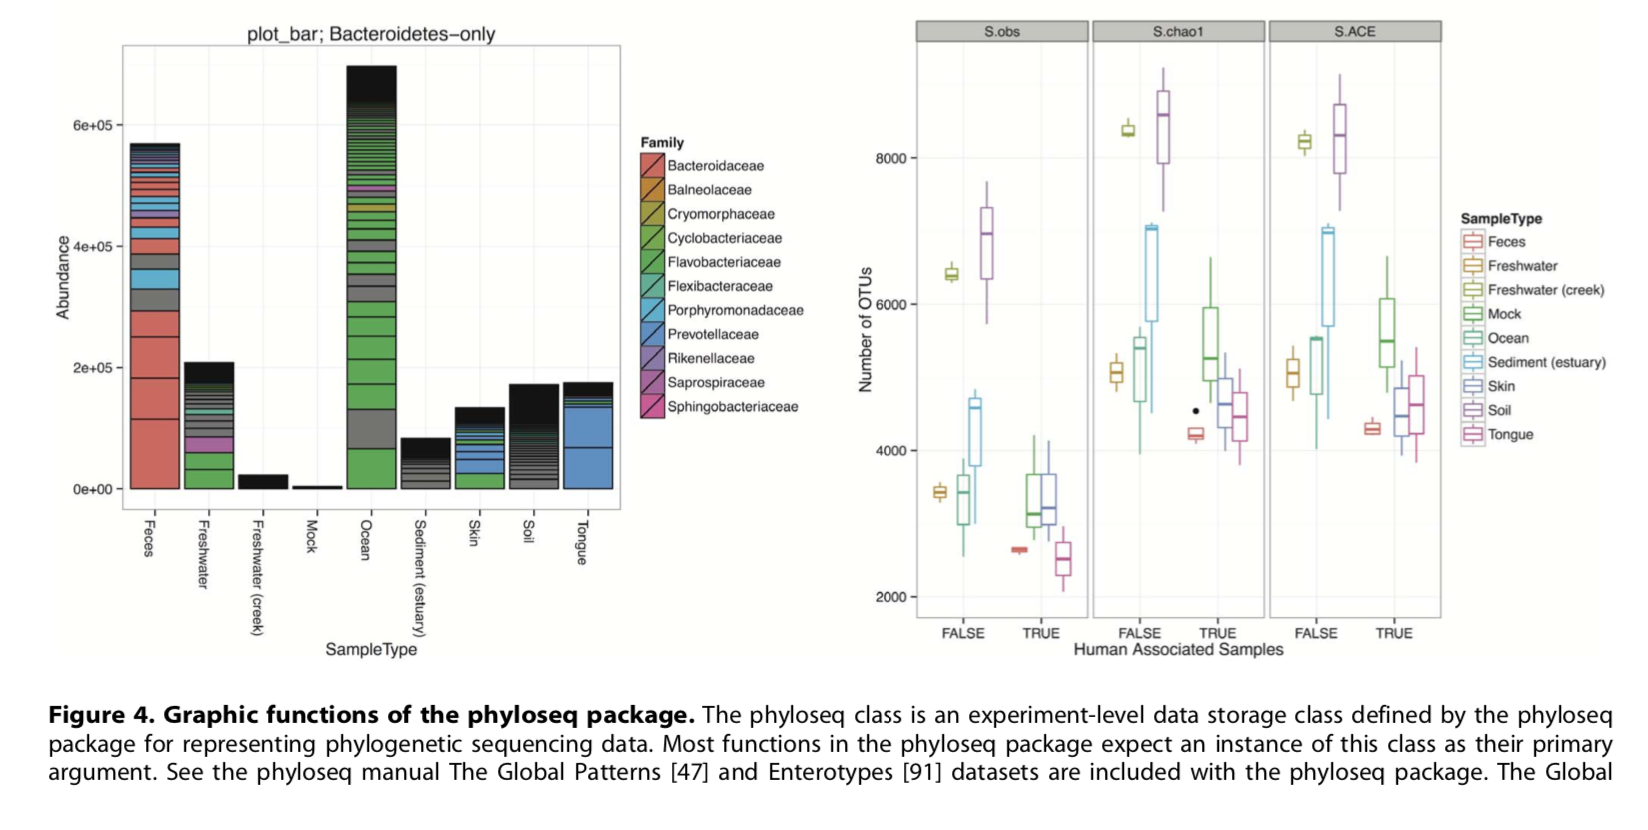 plot_bar; Bacteroidetes−only
Abundance
6e+05
4e+05
2e+05
0e+00
Feces
Freshwater
Freshwater (creek)
Mock
Ocean
Sediment (estuary)
Skin
Soil
Tongue
SampleType
Family
Bacteroidaceae
Balneolaceae
Cryomorphaceae
Cyclobacteriaceae
Flavobacteriaceae
Flexibacteraceae
Porphyromonadaceae
Prevotellaceae
Rikenellaceae
Saprospiraceae
Sphingobacteriaceae
S.obs
S.chao1
S.ACE
Number of OTUs
8000
6000
4000
2000
FALSE
TRUE
FALSE
TRUE
FALSE
TRUE
Human Associated Samples
SampleType
Feces
Freshwater
Freshwater (creek)
Mock
Ocean
Sediment (estuary)
Skin
Soil
Tongue
Figure 4. Graphic functions of the phyloseq package. The phyloseq class is an experiment-level data storage class defined by the phyloseq
package for representing phylogenetic sequencing data. Most functions in the phyloseq package expect an instance of this class as their primary
argument. See the phyloseq manual The Global Patterns [47] and Enterotypes [91] datasets are included with the phyloseq package. The Global